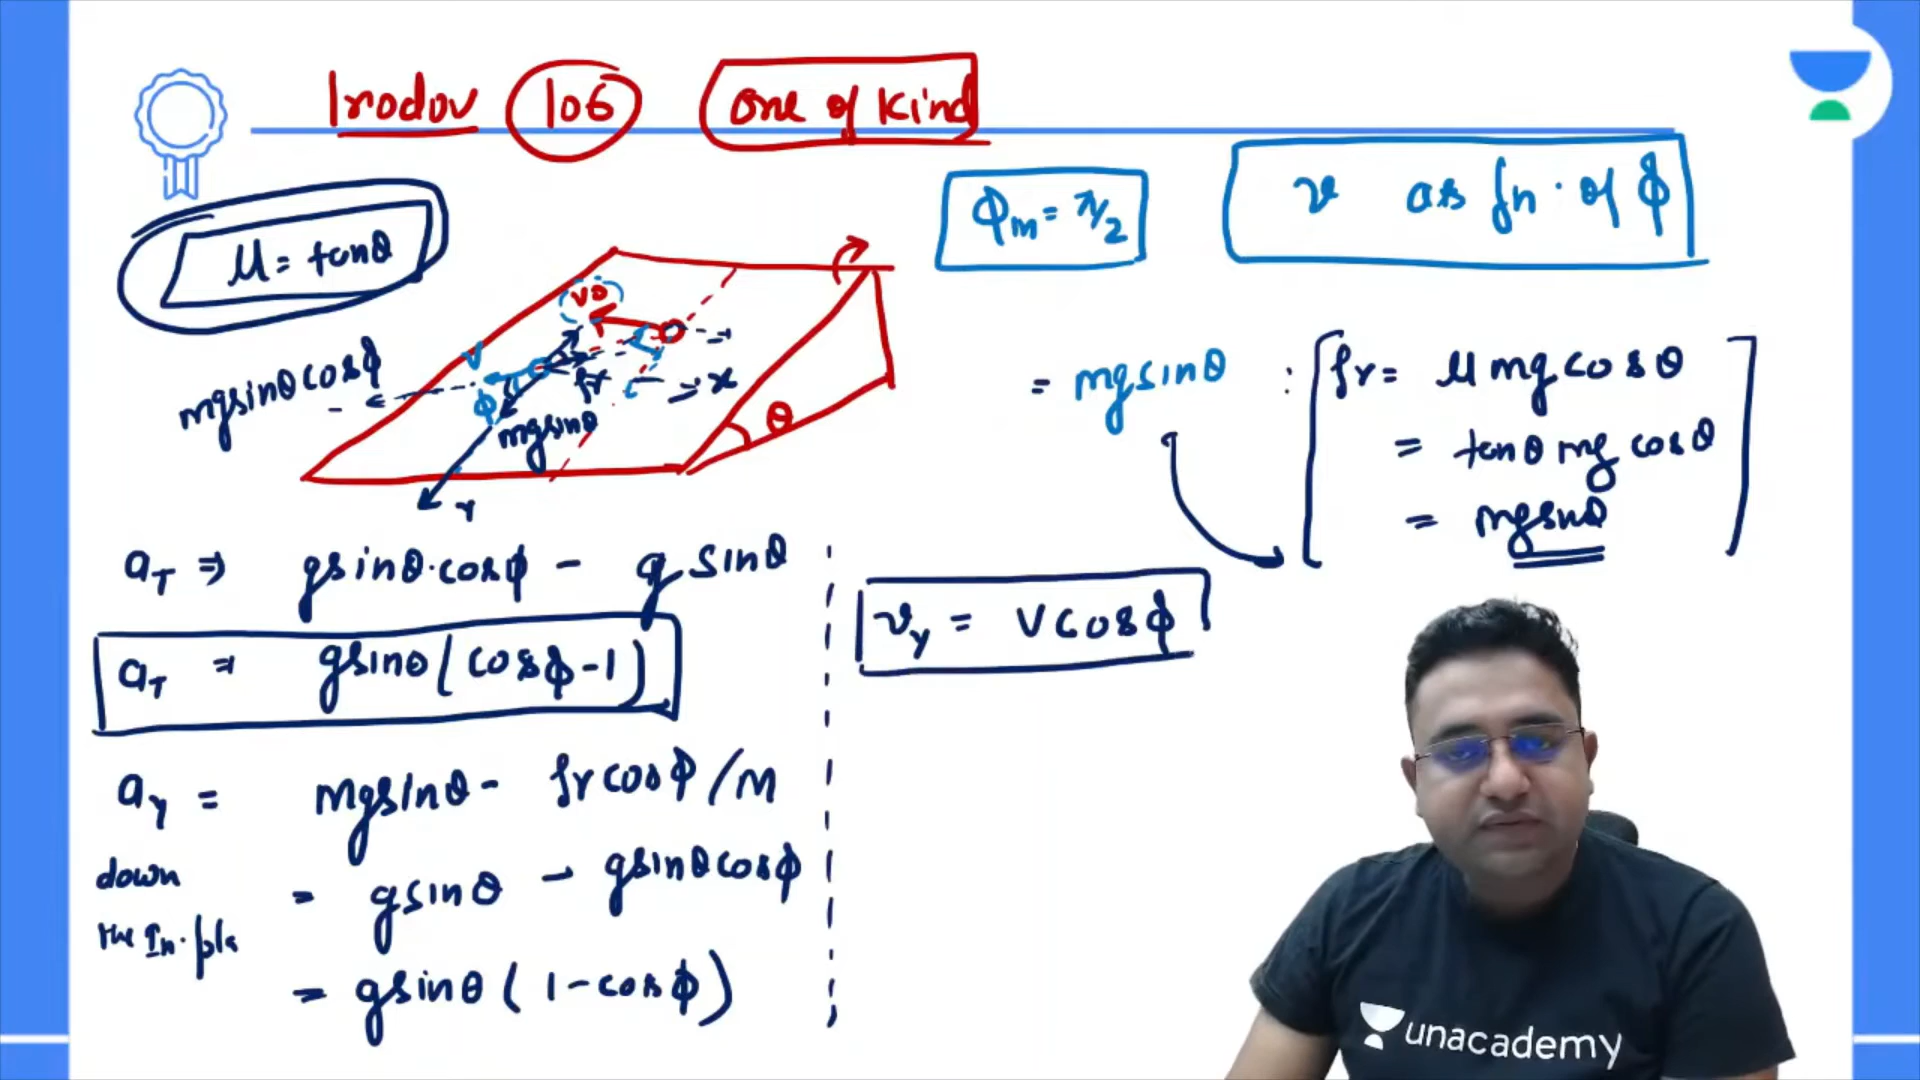 Irodov 106 One of Kind
μ = tanθ
ϕm = π/2
v as fn. of ϕ
v0
v
mgsinθcosϕ
fr
x
ϕ
mgsinθ
θ
Y
= mgsinθ : fr = μmgcosθ
= tanθ mg cosθ
= mgsinθ
aT ⇒ gsinθ.cosϕ - g sinθ
aT ⇒ gsinθ(cosϕ-1)
vy = vcosϕ
ay = mgsinθ - frcosϕ/m
down
the In. pla
= gsinθ - gsinθcosϕ
= gsinθ(1-cosϕ)
unacademy